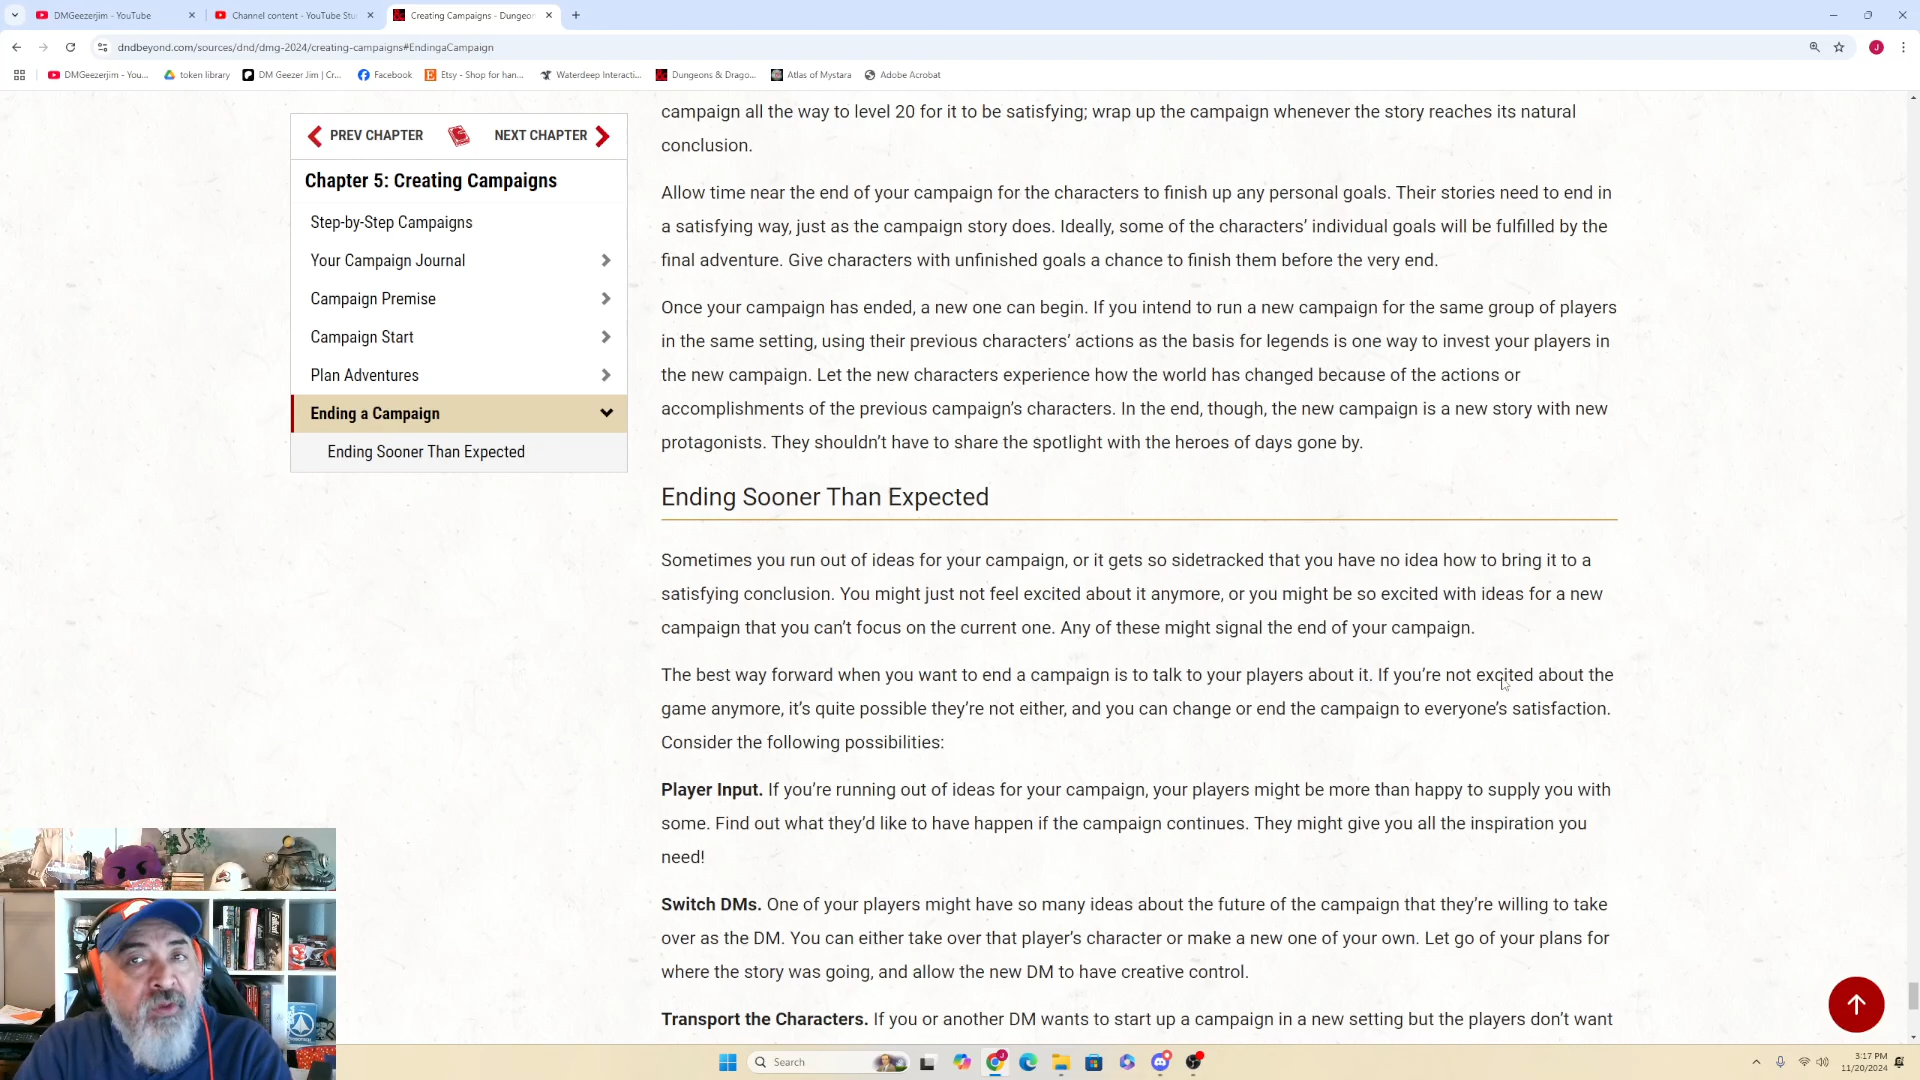 DMGeezerjim - YouTube
Channel content - YouTube Stu
Creating Campaigns - Dungeon
dndbeyond.com/sources/dnd/dmg-2024/creating-campaigns#EndingaCampaign
DMGeezerjim - You...
token library
DM Geezer Jim | Cr...
Facebook
Etsy - Shop for han...
Waterdeep Interacti...
Dungeons & Drago...
Atlas of Mystara
Adobe Acrobat
PREV CHAPTER
NEXT CHAPTER
Chapter 5: Creating Campaigns
Step-by-Step Campaigns
Your Campaign Journal
Campaign Premise
Campaign Start
Plan Adventures
Ending a Campaign
Ending Sooner Than Expected
campaign all the way to level 20 for it to be satisfying; wrap up the campaign whenever the story reaches its natural
conclusion.
Allow time near the end of your campaign for the characters to finish up any personal goals. Their stories need to end in
a satisfying way, just as the campaign story does. Ideally, some of the characters’ individual goals will be fulfilled by the
final adventure. Give characters with unfinished goals a chance to finish them before the very end.
Once your campaign has ended, a new one can begin. If you intend to run a new campaign for the same group of players
in the same setting, using their previous characters’ actions as the basis for legends is one way to invest your players in
the new campaign. Let the new characters experience how the world has changed because of the actions or
accomplishments of the previous campaign’s characters. In the end, though, the new campaign is a new story with new
protagonists. They shouldn’t have to share the spotlight with the heroes of days gone by.
Ending Sooner Than Expected
Sometimes you run out of ideas for your campaign, or it gets so sidetracked that you have no idea how to bring it to a
satisfying conclusion. You might just not feel excited about it anymore, or you might be so excited with ideas for a new
campaign that you can’t focus on the current one. Any of these might signal the end of your campaign.
The best way forward when you want to end a campaign is to talk to your players about it. If you’re not excited about the
game anymore, it’s quite possible they’re not either, and you can change or end the campaign to everyone’s satisfaction.
Consider the following possibilities:
Player Input. If you’re running out of ideas for your campaign, your players might be more than happy to supply you with
some. Find out what they’d like to have happen if the campaign continues. They might give you all the inspiration you
need!
Switch DMs. One of your players might have so many ideas about the future of the campaign that they’re willing to take
over as the DM. You can either take over that player’s character or make a new one of your own. Let go of your plans for
where the story was going, and allow the new DM to have creative control.
Transport the Characters. If you or another DM wants to start up a campaign in a new setting but the players don’t want
Search
3:17 PM
11/20/2024